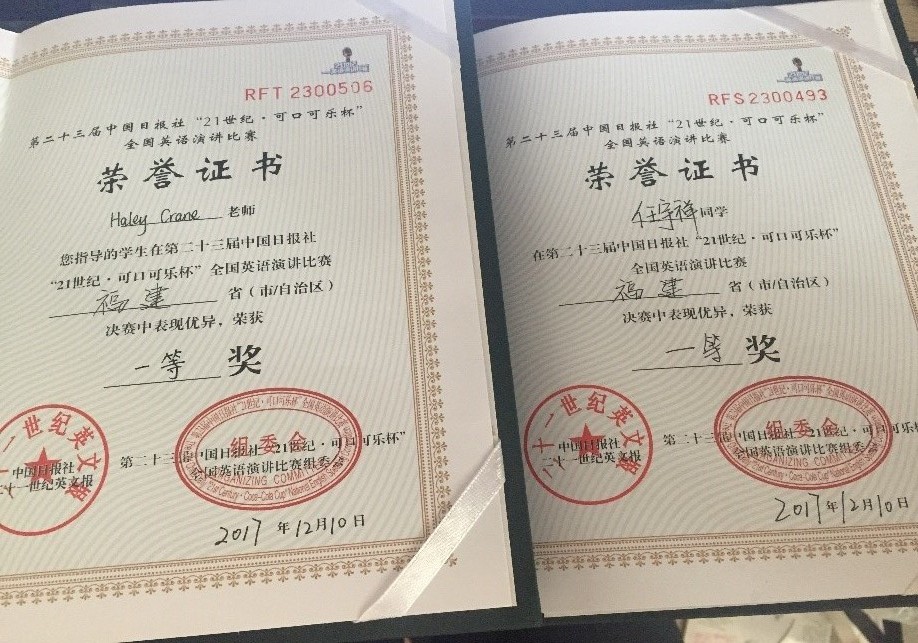 RFT 2300506
第二十三届中国日报社 "21世纪·可口可乐杯"
全国英语演讲比赛
荣誉证书
Haley Crane 老师
您指导的学生在第二十三届中国日报社
"21世纪·可口可乐杯"全国英语演讲比赛
福建 省(市/自治区)
决赛中表现优异,荣获
一等 奖
二十一世纪英文报
中国日报社
二十一世纪英文报
第二十三届中国日报社"21世纪·可口可乐杯"
全国英语演讲比赛组委会
组委会
ORGANIZING COMMITTEE
2017 年 12月10日
RFS 2300493
第二十三届中国日报社 "21世纪·可口可乐杯"
全国英语演讲比赛
荣誉证书
任宇祥 同学
在第二十三届中国日报社"21世纪·可口可乐杯"
全国英语演讲比赛
福建 省(市/自治区)
决赛中表现优异,荣获
一等 奖
二十一世纪英文报
中国日报社
二十一世纪英文报
第二十三届中国日报社"21世纪·可口可乐
全国英语演讲比赛组委会
组委会
ORGANIZING COMMITTEE
2017 年 12月10日